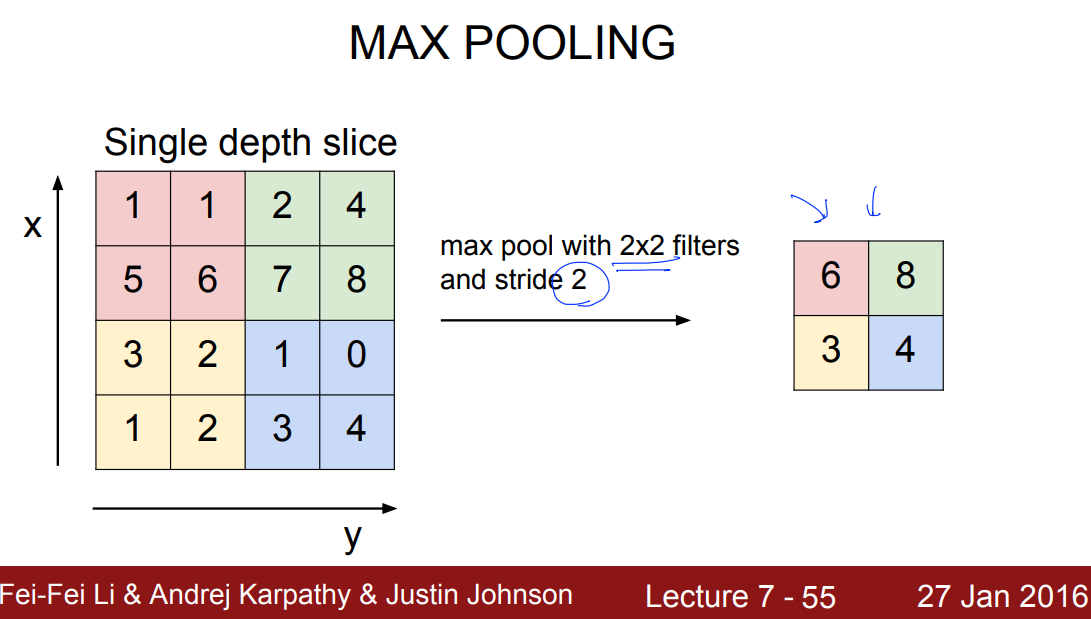 MAX POOLING
Single depth slice
x
1 1 2 4
5 6 7 8
3 2 1 0
1 2 3 4
y
max pool with 2x2 filters
and stride 2
6 8
3 4
Fei-Fei Li & Andrej Karpathy & Justin Johnson Lecture 7 - 55 27 Jan 2016